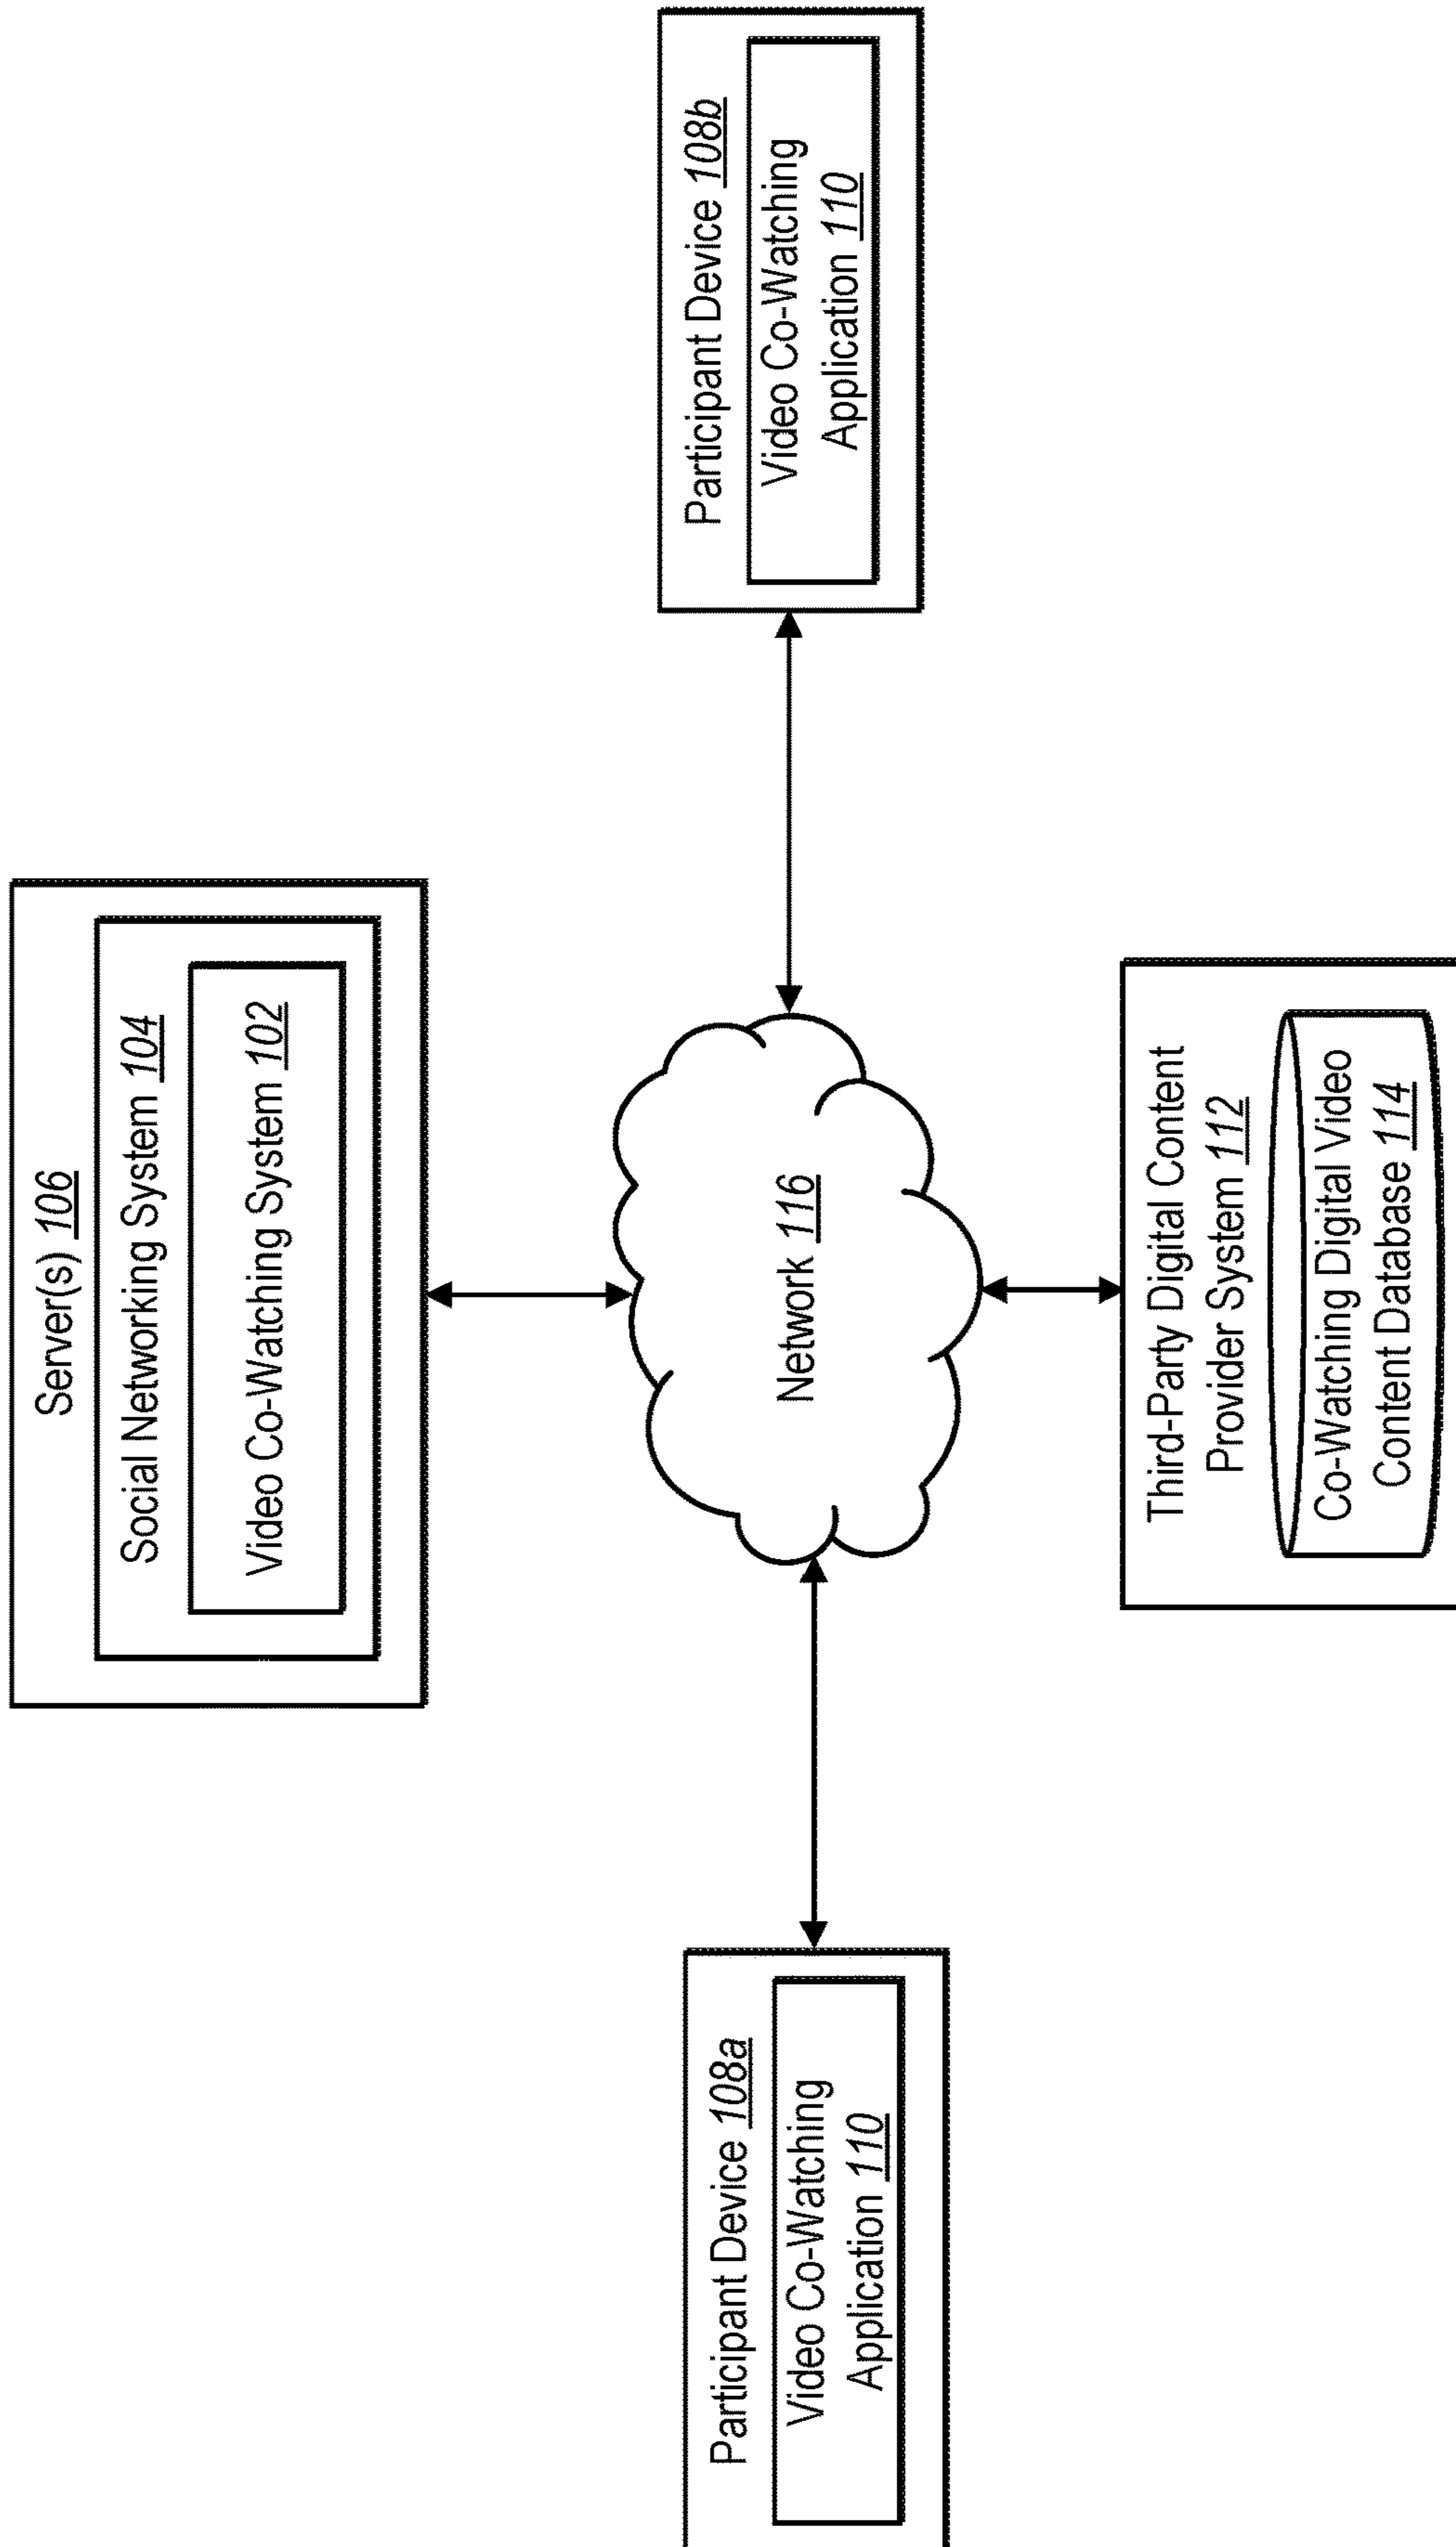 Server(s) 106
Social Networking System 104
Video Co-Watching System 102
Participant Device 108a
Video Co-Watching
Application 110
Network 116
Participant Device 108b
Video Co-Watching
Application 110
Third-Party Digital Content
Provider System 112
Co-Watching Digital Video
Content Database 114